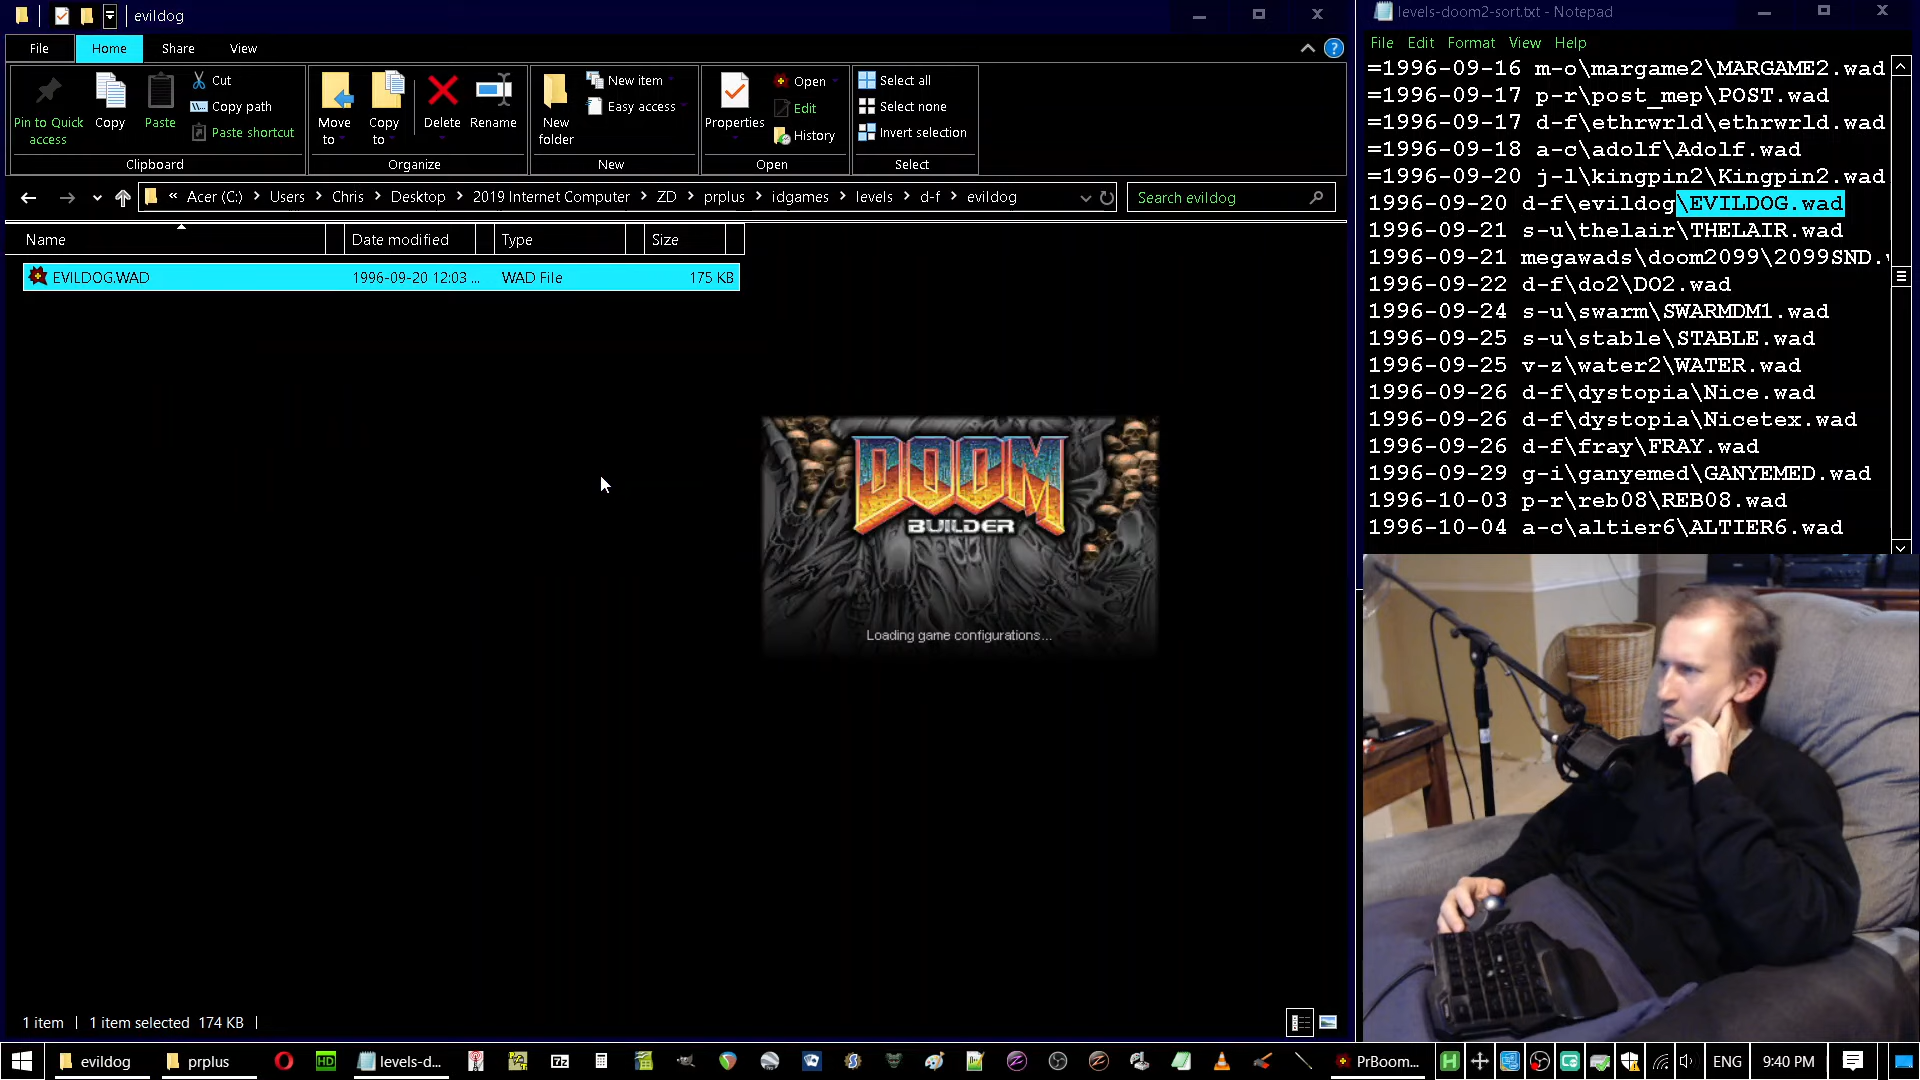 evildog
File
Home
Share
View
Pin to Quick access
Copy
Paste
Cut
Copy path
Paste shortcut
Clipboard
Move to
Copy to
Delete
Rename
Organize
New folder
New item
Easy access
New
Properties
Open
Edit
History
Open
Select all
Select none
Invert selection
Select
« Acer (C:) > Users > Chris > Desktop > 2019 Internet Computer > ZD > prplus > idgames > levels > d-f > evildog
Search evildog
Name
Date modified
Type
Size
EVILDOG.WAD
1996-09-20 12:03 ...
WAD File
175 KB
DOOM
BUILDER
Loading game configurations...
1 item
1 item selected 174 KB
levels-doom2-sort.txt - Notepad
File Edit Format View Help
=1996-09-16 m-o\margame2\MARGAME2.wad
=1996-09-17 p-r\post_mep\POST.wad
=1996-09-17 d-f\ethrwrld\ethrwrld.wad
=1996-09-18 a-c\adolf\Adolf.wad
=1996-09-20 j-l\kingpin2\Kingpin2.wad
1996-09-20 d-f\evildog\EVILDOG.wad
1996-09-21 s-u\thelair\THELAIR.wad
1996-09-21 megawads\doom2099\2099SND.
1996-09-22 d-f\do2\DO2.wad
1996-09-24 s-u\swarm\SWARMDM1.wad
1996-09-25 s-u\stable\STABLE.wad
1996-09-25 v-z\water2\WATER.wad
1996-09-26 d-f\dystopia\Nice.wad
1996-09-26 d-f\dystopia\Nicetex.wad
1996-09-26 d-f\fray\FRAY.wad
1996-09-29 g-i\ganyemed\GANYEMED.wad
1996-10-03 p-r\reb08\REB08.wad
1996-10-04 a-c\altier6\ALTIER6.wad
evildog
prplus
HD
levels-d...
7z
PrBoom...
ENG
9:40 PM